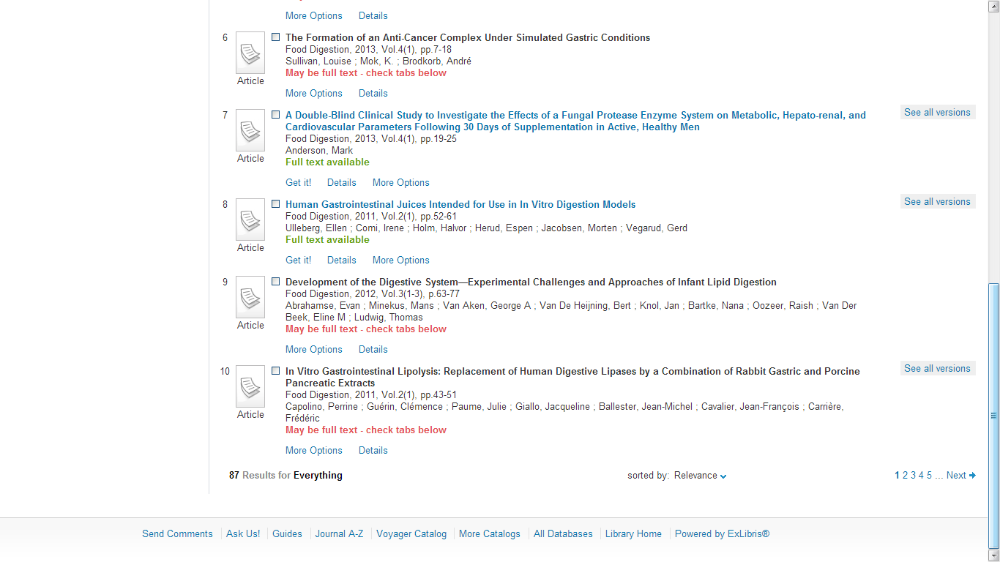 More Options Details
6 The Formation of an Anti-Cancer Complex Under Simulated Gastric Conditions
Food Digestion, 2013, Vol.4(1), pp.7-18
Sullivan, Louise ; Mok, K. ; Brodkorb, André
May be full text - check tabs below
Article
More Options Details
7 A Double-Blind Clinical Study to Investigate the Effects of a Fungal Protease Enzyme System on Metabolic, Hepato-renal, and See all versions
Cardiovascular Parameters Following 30 Days of Supplementation in Active, Healthy Men
Food Digestion, 2013, Vol.4(1), pp.19-25
Anderson, Mark
Article
Full text available
Get it! Details More Options
8 Human Gastrointestinal Juices Intended for Use in In Vitro Digestion Models See all versions
Food Digestion, 2011, Vol.2(1), pp.52-61
Ulleberg, Ellen ; Comi, Irene ; Holm, Halvor ; Herud, Espen ; Jacobsen, Morten ; Vegarud, Gerd
Full text available
Article
Get it! Details More Options
9 Development of the Digestive System—Experimental Challenges and Approaches of Infant Lipid Digestion
Food Digestion, 2012, Vol.3(1-3), p.63-77
Abrahamse, Evan ; Minekus, Mans ; Van Aken, George A ; Van De Heijning, Bert ; Knol, Jan ; Bartke, Nana ; Oozeer, Raish ; Van Der
Beek, Eline M ; Ludwig, Thomas
Article
May be full text - check tabs below
More Options Details
10 In Vitro Gastrointestinal Lipolysis: Replacement of Human Digestive Lipases by a Combination of Rabbit Gastric and Porcine See all versions
Pancreatic Extracts
Food Digestion, 2011, Vol.2(1), pp.43-51
Capolino, Perrine ; Guérin, Clémence ; Paume, Julie ; Giallo, Jacqueline ; Ballester, Jean-Michel ; Cavalier, Jean-François ; Carrière,
Frédéric
Article
May be full text - check tabs below
More Options Details
87 Results for Everything sorted by: Relevance 1 2 3 4 5 ... Next
Send Comments Ask Us! Guides Journal A-Z Voyager Catalog More Catalogs All Databases Library Home Powered by ExLibris®